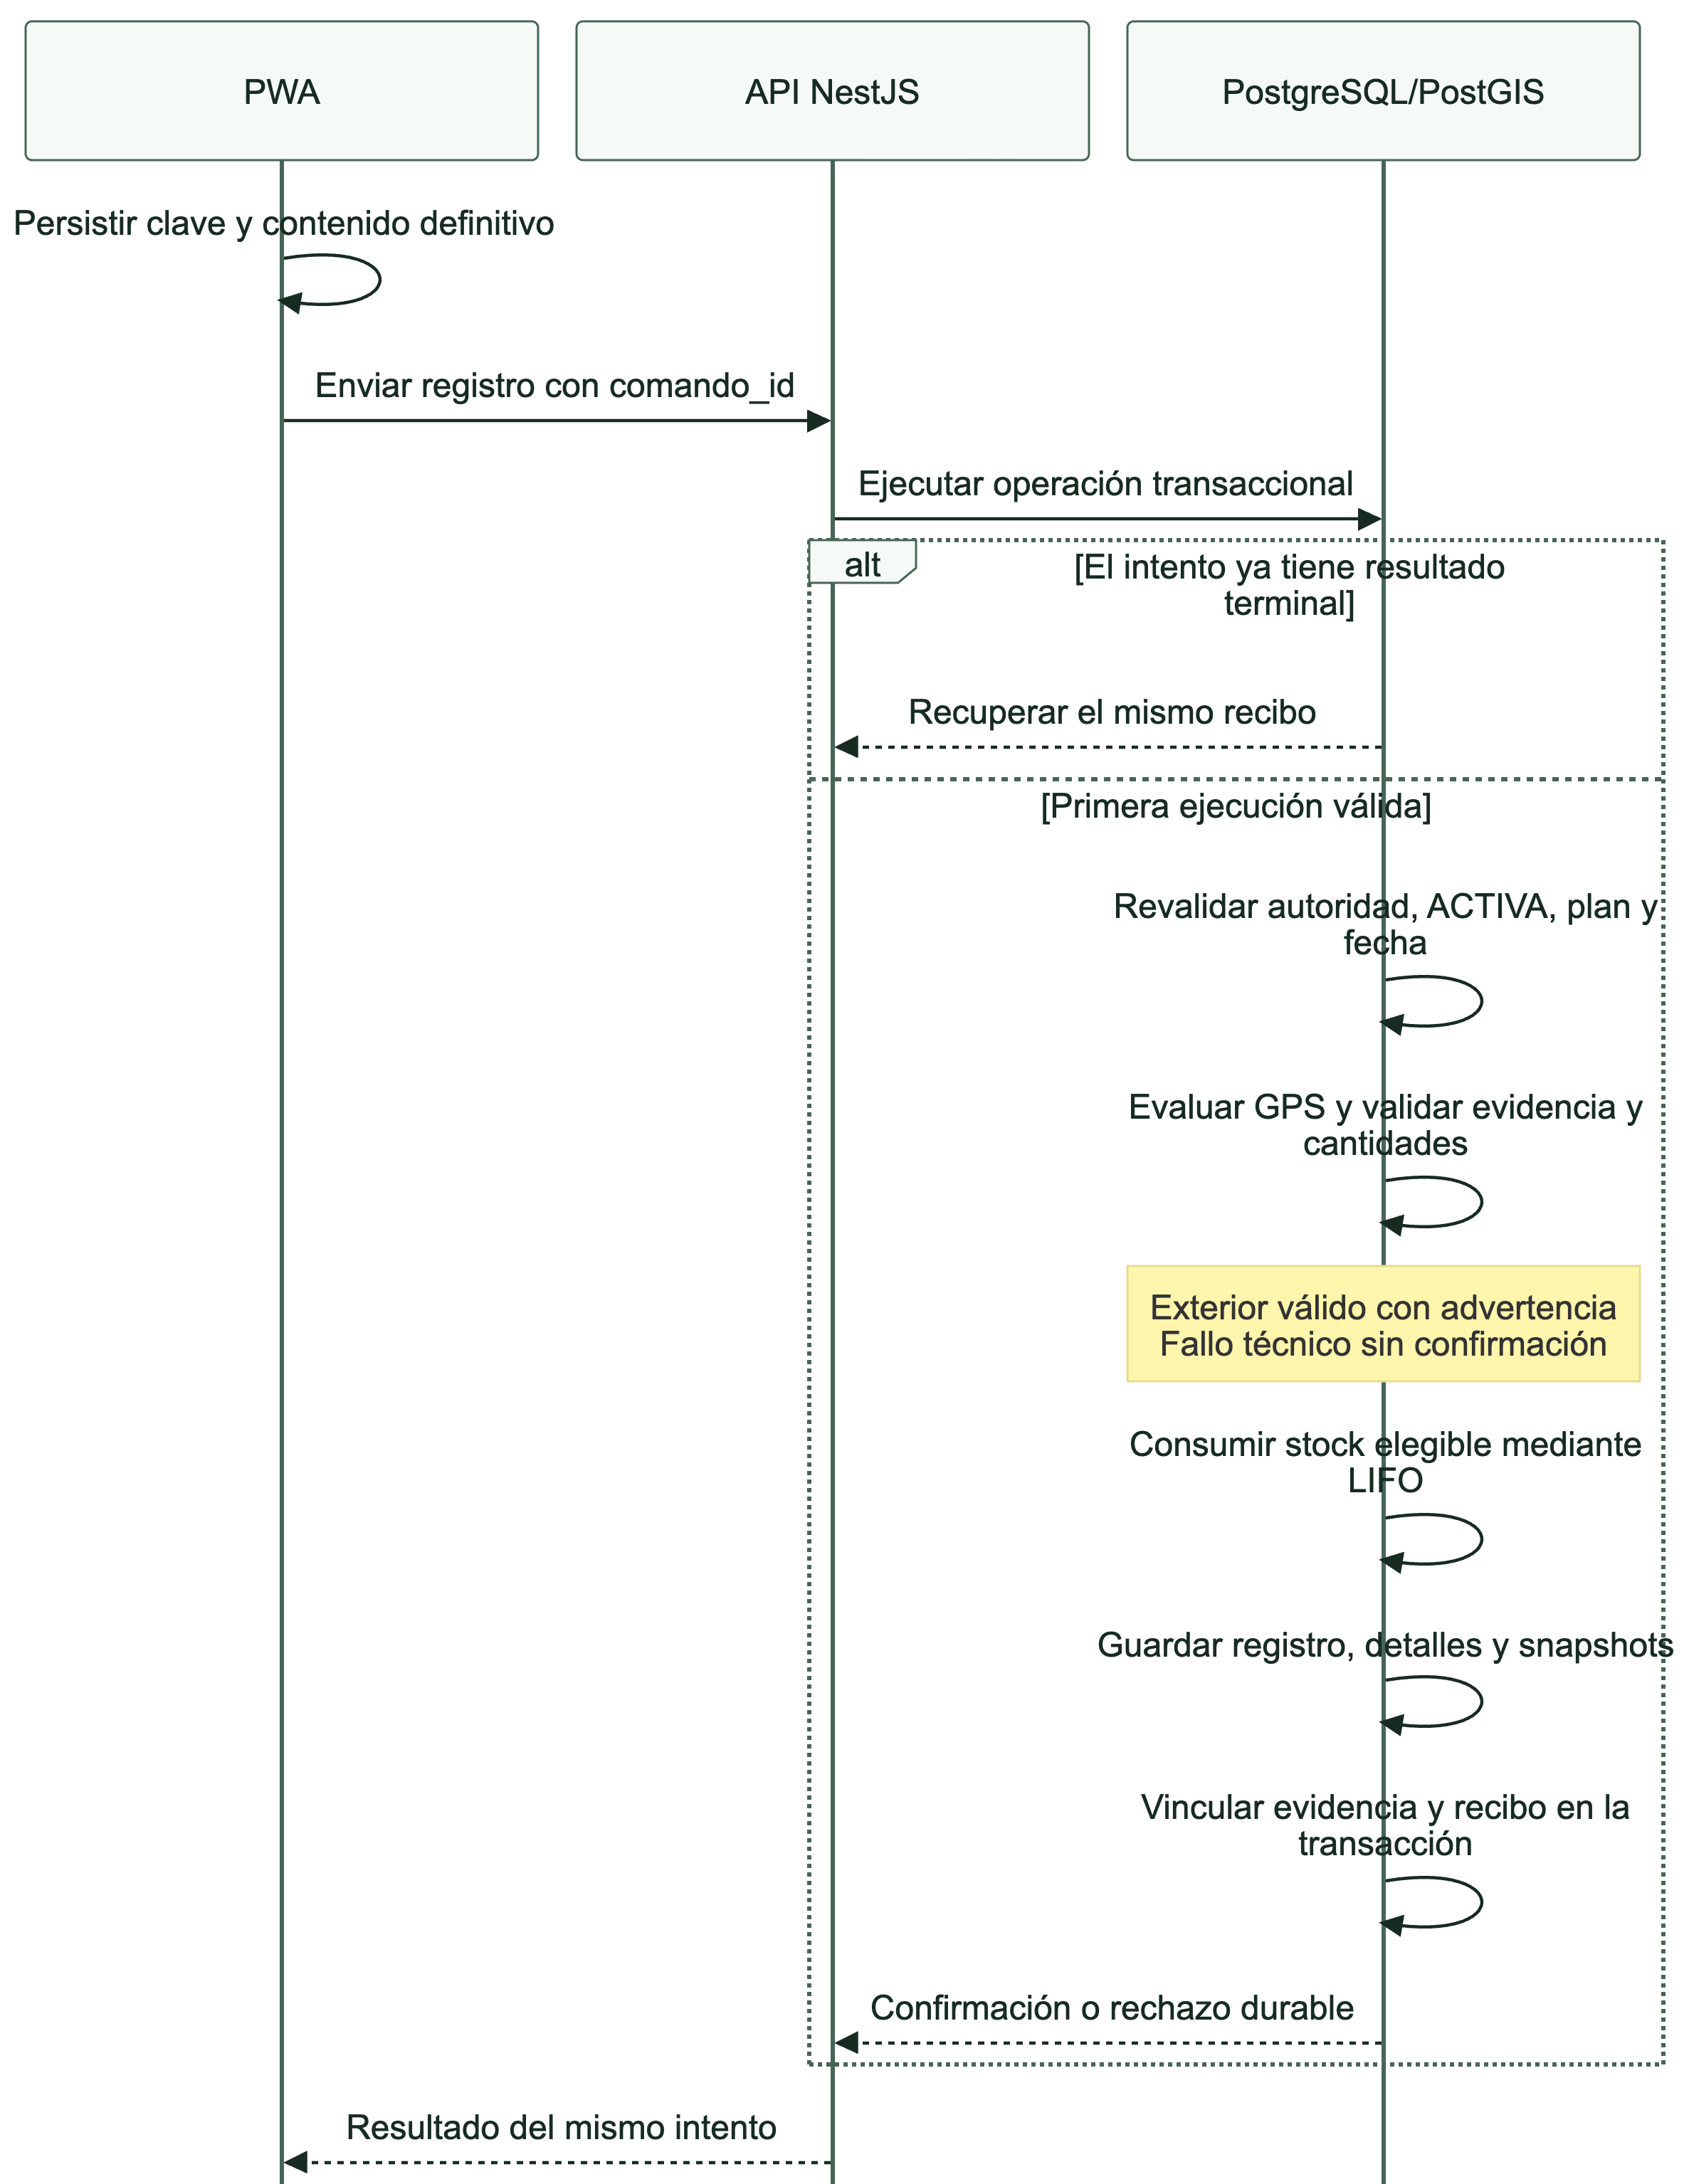 PWA
API NestJS
PostgreSQL/PostGIS
Persistir clave y contenido definitivo
Enviar registro con comando_id
Ejecutar operación transaccional
alt
[El intento ya tiene resultado
terminal]
Recuperar el mismo recibo
[Primera ejecución válida]
Revalidar autoridad, ACTIVA, plan y
fecha
Evaluar GPS y validar evidencia y
cantidades
Exterior válido con advertencia
Fallo técnico sin confirmación
Consumir stock elegible mediante
LIFO
Guardar registro, detalles y snapshots
Vincular evidencia y recibo en la
transacción
Confirmación o rechazo durable
Resultado del mismo intento